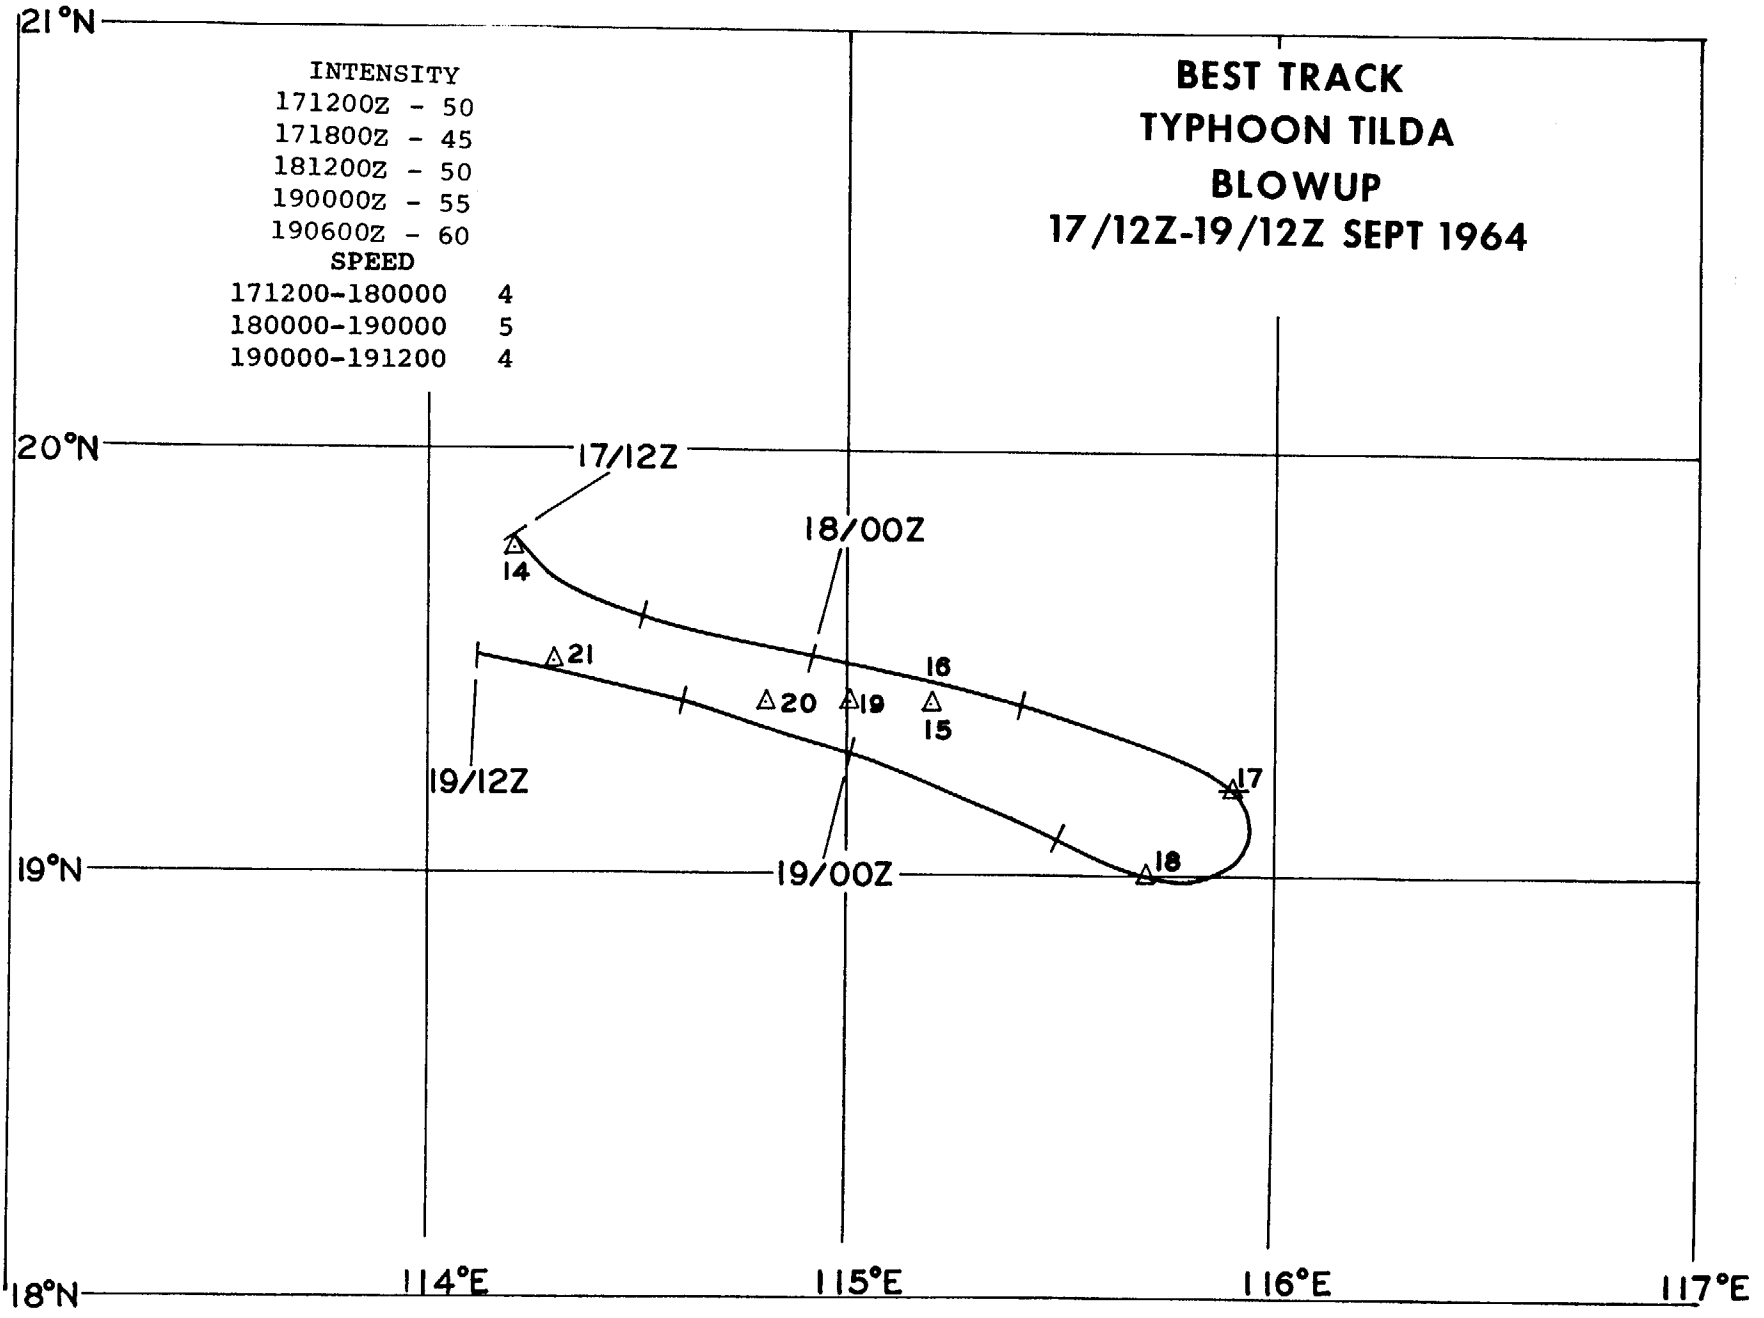 21°N
INTENSITY
171200Z - 50
171800Z - 45
181200Z - 50
190000Z - 55
190600Z - 60
SPEED
171200-180000 4
180000-190000 5
190000-191200 4
BEST TRACK
TYPHOON TILDA
BLOWUP
17/12Z-19/12Z SEPT 1964
20°N
17/12Z
18/00Z
14
21
16
20
19
15
17
19/12Z
18
19°N
19/00Z
18°N
114°E
115°E
116°E
117°E